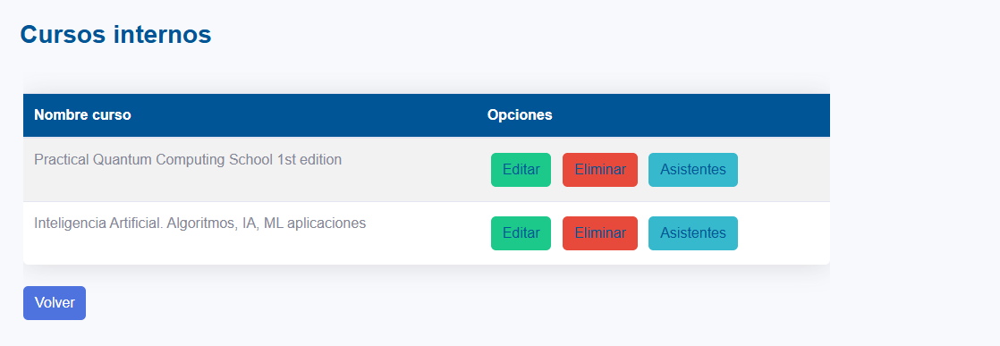 Cursos internos
Nombre curso Opciones
Practical Quantum Computing School 1st edition Editar Eliminar Asistentes
Inteligencia Artificial. Algoritmos, IA, ML aplicaciones Editar Eliminar Asistentes
Volver